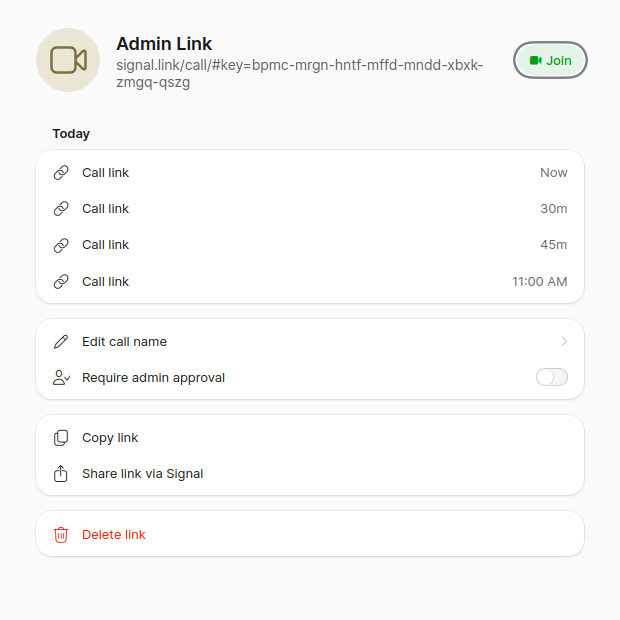 Admin Link
signal.link/call/#key=bpmc-mrgn-hntf-mffd-mndd-xbxk-
zmgq-qszg
Join
Today
Call link Now
Call link 30m
Call link 45m
Call link 11:00 AM
Edit call name
Require admin approval
Copy link
Share link via Signal
Delete link